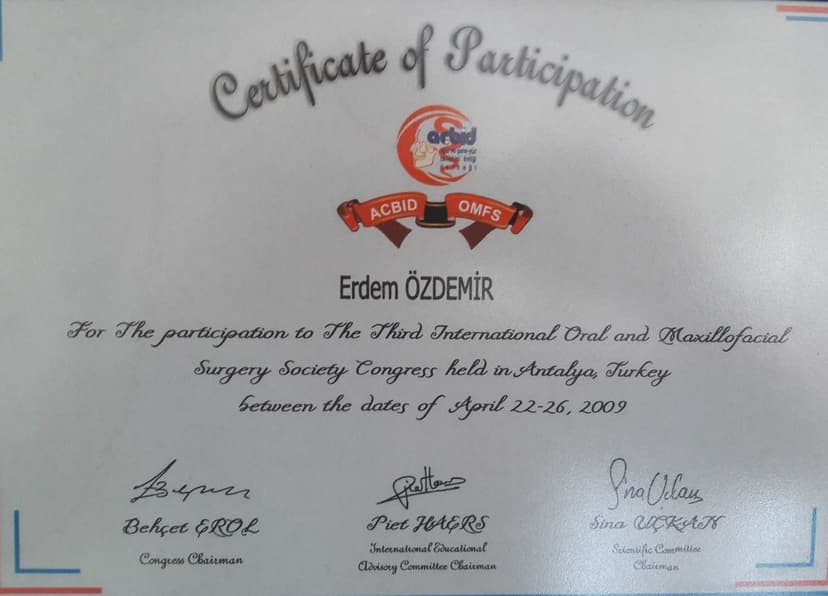 Certificate of Participation
acbid
ACBID OMFS
Erdem ÖZDEMİR
For The participation to The Third International Oral and Maxillofacial
Surgery Society Congress held in Antalya, Turkey
between the dates of April 22-26, 2009
Behçet EROL
Piet HAERS
Sina UÇKAN
Congress Chairman
International Educational
Advisory Committee Chairman
Scientific Committee
Chairman